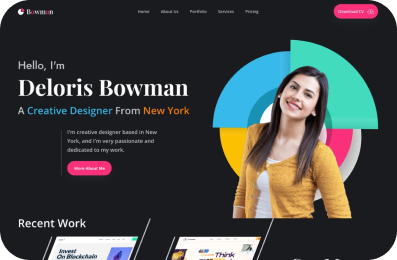 Bowman
Home About Us Portfolio Services Pricing
Download CV
Hello, I'm
Deloris Bowman
A Creative Designer From New York
I'm creative designer based in New
York, and I'm very passionate and
dedicated to my work.
More About Me
Recent Work
Invest
On Blockchain
Think